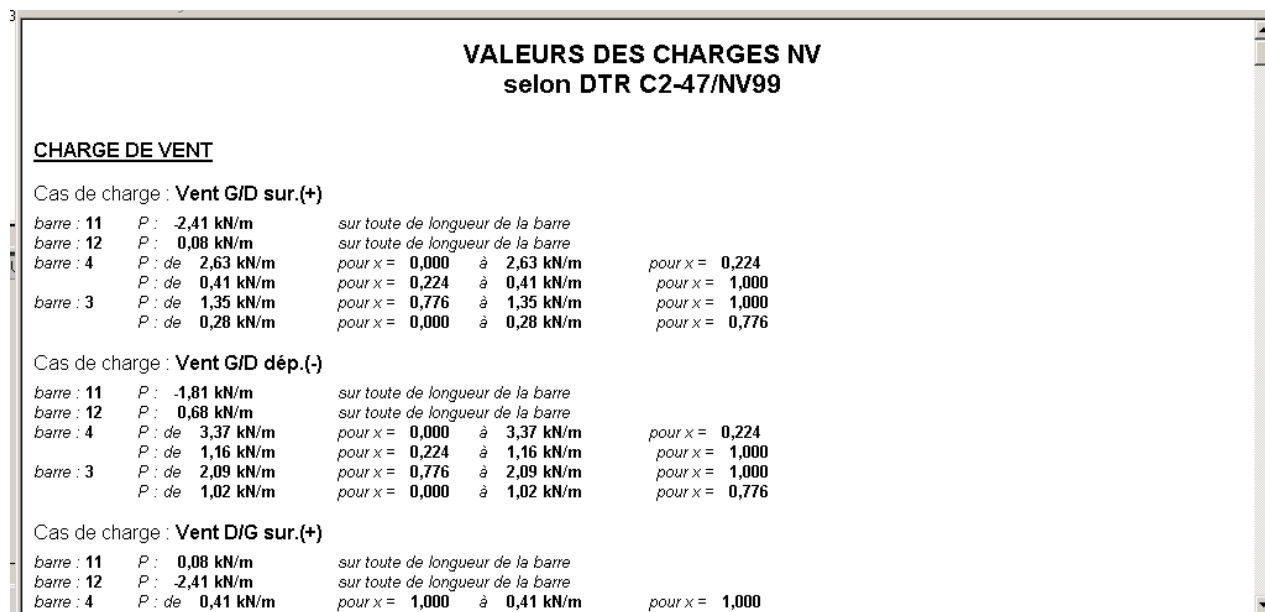 3
VALEURS DES CHARGES NV
selon DTR C2-47/NV99
CHARGE DE VENT
Cas de charge : Vent G/D sur.(+)
barre : 11 P : -2,41 kN/m sur toute de longueur de la barre
barre : 12 P : 0,08 kN/m sur toute de longueur de la barre
barre : 4 P : de 2,63 kN/m pour x = 0,000 à 2,63 kN/m pour x = 0,224
P : de 0,41 kN/m pour x = 0,224 à 0,41 kN/m pour x = 1,000
barre : 3 P : de 1,35 kN/m pour x = 0,776 à 1,35 kN/m pour x = 1,000
P : de 0,28 kN/m pour x = 0,000 à 0,28 kN/m pour x = 0,776
Cas de charge : Vent G/D dép.(-)
barre : 11 P : -1,81 kN/m sur toute de longueur de la barre
barre : 12 P : 0,68 kN/m sur toute de longueur de la barre
barre : 4 P : de 3,37 kN/m pour x = 0,000 à 3,37 kN/m pour x = 0,224
P : de 1,16 kN/m pour x = 0,224 à 1,16 kN/m pour x = 1,000
barre : 3 P : de 2,09 kN/m pour x = 0,776 à 2,09 kN/m pour x = 1,000
P : de 1,02 kN/m pour x = 0,000 à 1,02 kN/m pour x = 0,776
Cas de charge : Vent D/G sur.(+)
barre : 11 P : 0,08 kN/m sur toute de longueur de la barre
barre : 12 P : -2,41 kN/m sur toute de longueur de la barre
barre : 4 P : de 0,41 kN/m pour x = 1,000 à 0,41 kN/m pour x = 1,000